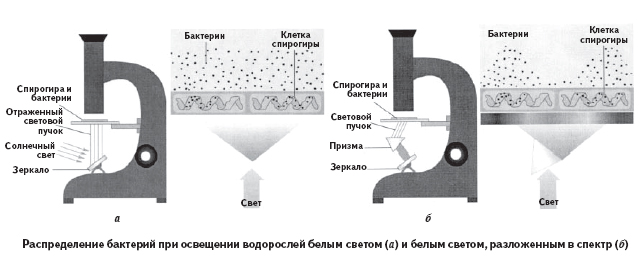 Бактерии
Клетка
спирогиры
Спирогира и
бактерии
Отраженный
световой
пучок
Солнечный
свет
Зеркало
Свет
а
Бактерии
Клетка
спирогиры
Спирогира и
бактерии
Световой
пучок
Призма
Зеркало
Свет
б
Распределение бактерий при освещении водорослей белым светом (а) и белым светом, разложенным в спектр (б)